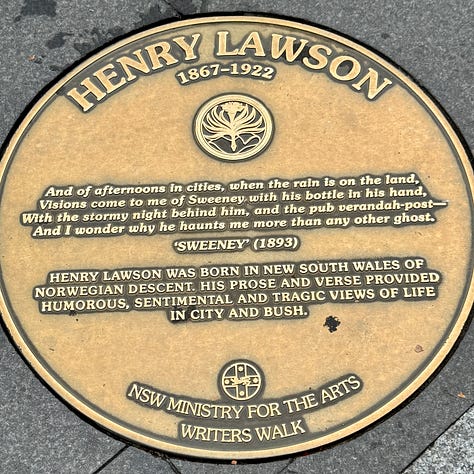 HENRY LAWSON
1867–1922
And of afternoons in cities, when the rain is on the land,
Visions come to me of Sweeney with his bottle in his hand,
With the stormy night behind him, and the pub verandah-post—
And I wonder why he haunts me more than any other ghost.
'SWEENEY' (1893)
HENRY LAWSON WAS BORN IN NEW SOUTH WALES OF
NORWEGIAN DESCENT. HIS PROSE AND VERSE PROVIDED
HUMOROUS, SENTIMENTAL AND TRAGIC VIEWS OF LIFE
IN CITY AND BUSH.
NSW MINISTRY FOR THE ARTS
WRITERS WALK